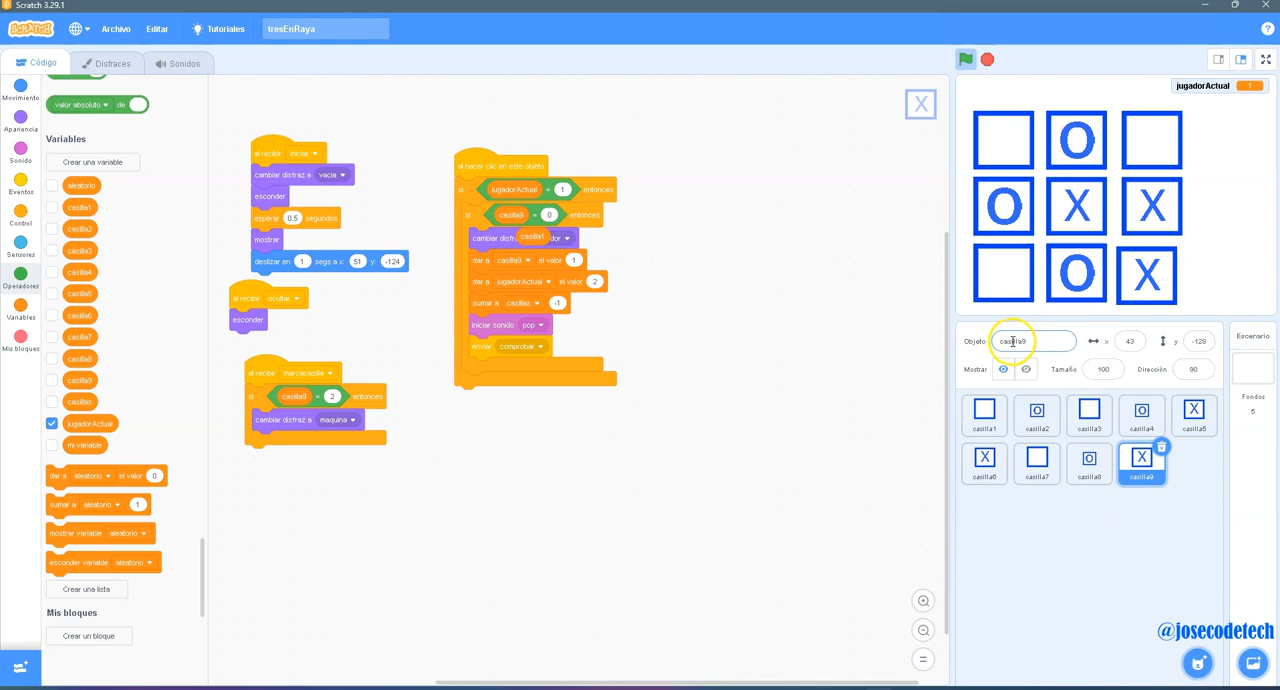 Scratch 3.29.1
SCRATCH
Archivo
Editar
Tutoriales
tresEnRaya
Código
Disfraces
Sonidos
Movimiento
Apariencia
Sonido
Eventos
Control
Sensores
Operadores
Variables
Mis bloques
valor absoluto de
Variables
Crear una variable
aleatorio
casilla1
casilla2
casilla3
casilla4
casilla5
casilla6
casilla7
casilla8
casilla9
casillas
jugadorActual
mi variable
dar a aleatorio el valor 0
sumar a aleatorio 1
mostrar variable aleatorio
esconder variable aleatorio
Crear una lista
Mis bloques
Crear un bloque
al recibir iniciar
cambiar disfraz a vacia
esconder
esperar 0.5 segundos
mostrar
deslizar en 1 segs a x: 51 y: -124
al recibir ocultar
esconder
al recibir marcacasilla
si casilla9 = 2 entonces
cambiar disfraz a maquina
al hacer clic en este objeto
si jugadorActual = 1 entonces
si casilla9 = 0 entonces
cambiar disfr casilla1 dor
dar a casilla9 el valor 1
dar a jugadorActual el valor 2
sumar a casillas -1
iniciar sonido pop
enviar comprobar
X
jugadorActual 1
O
O X X
O X
Objeto casilla9 x 43 y -128
Mostrar Tamaño 100 Dirección 90
casilla1 casilla2 casilla3 casilla4 casilla5
casilla6 casilla7 casilla8 casilla9
Escenario
Fondos
5
@josecodetech